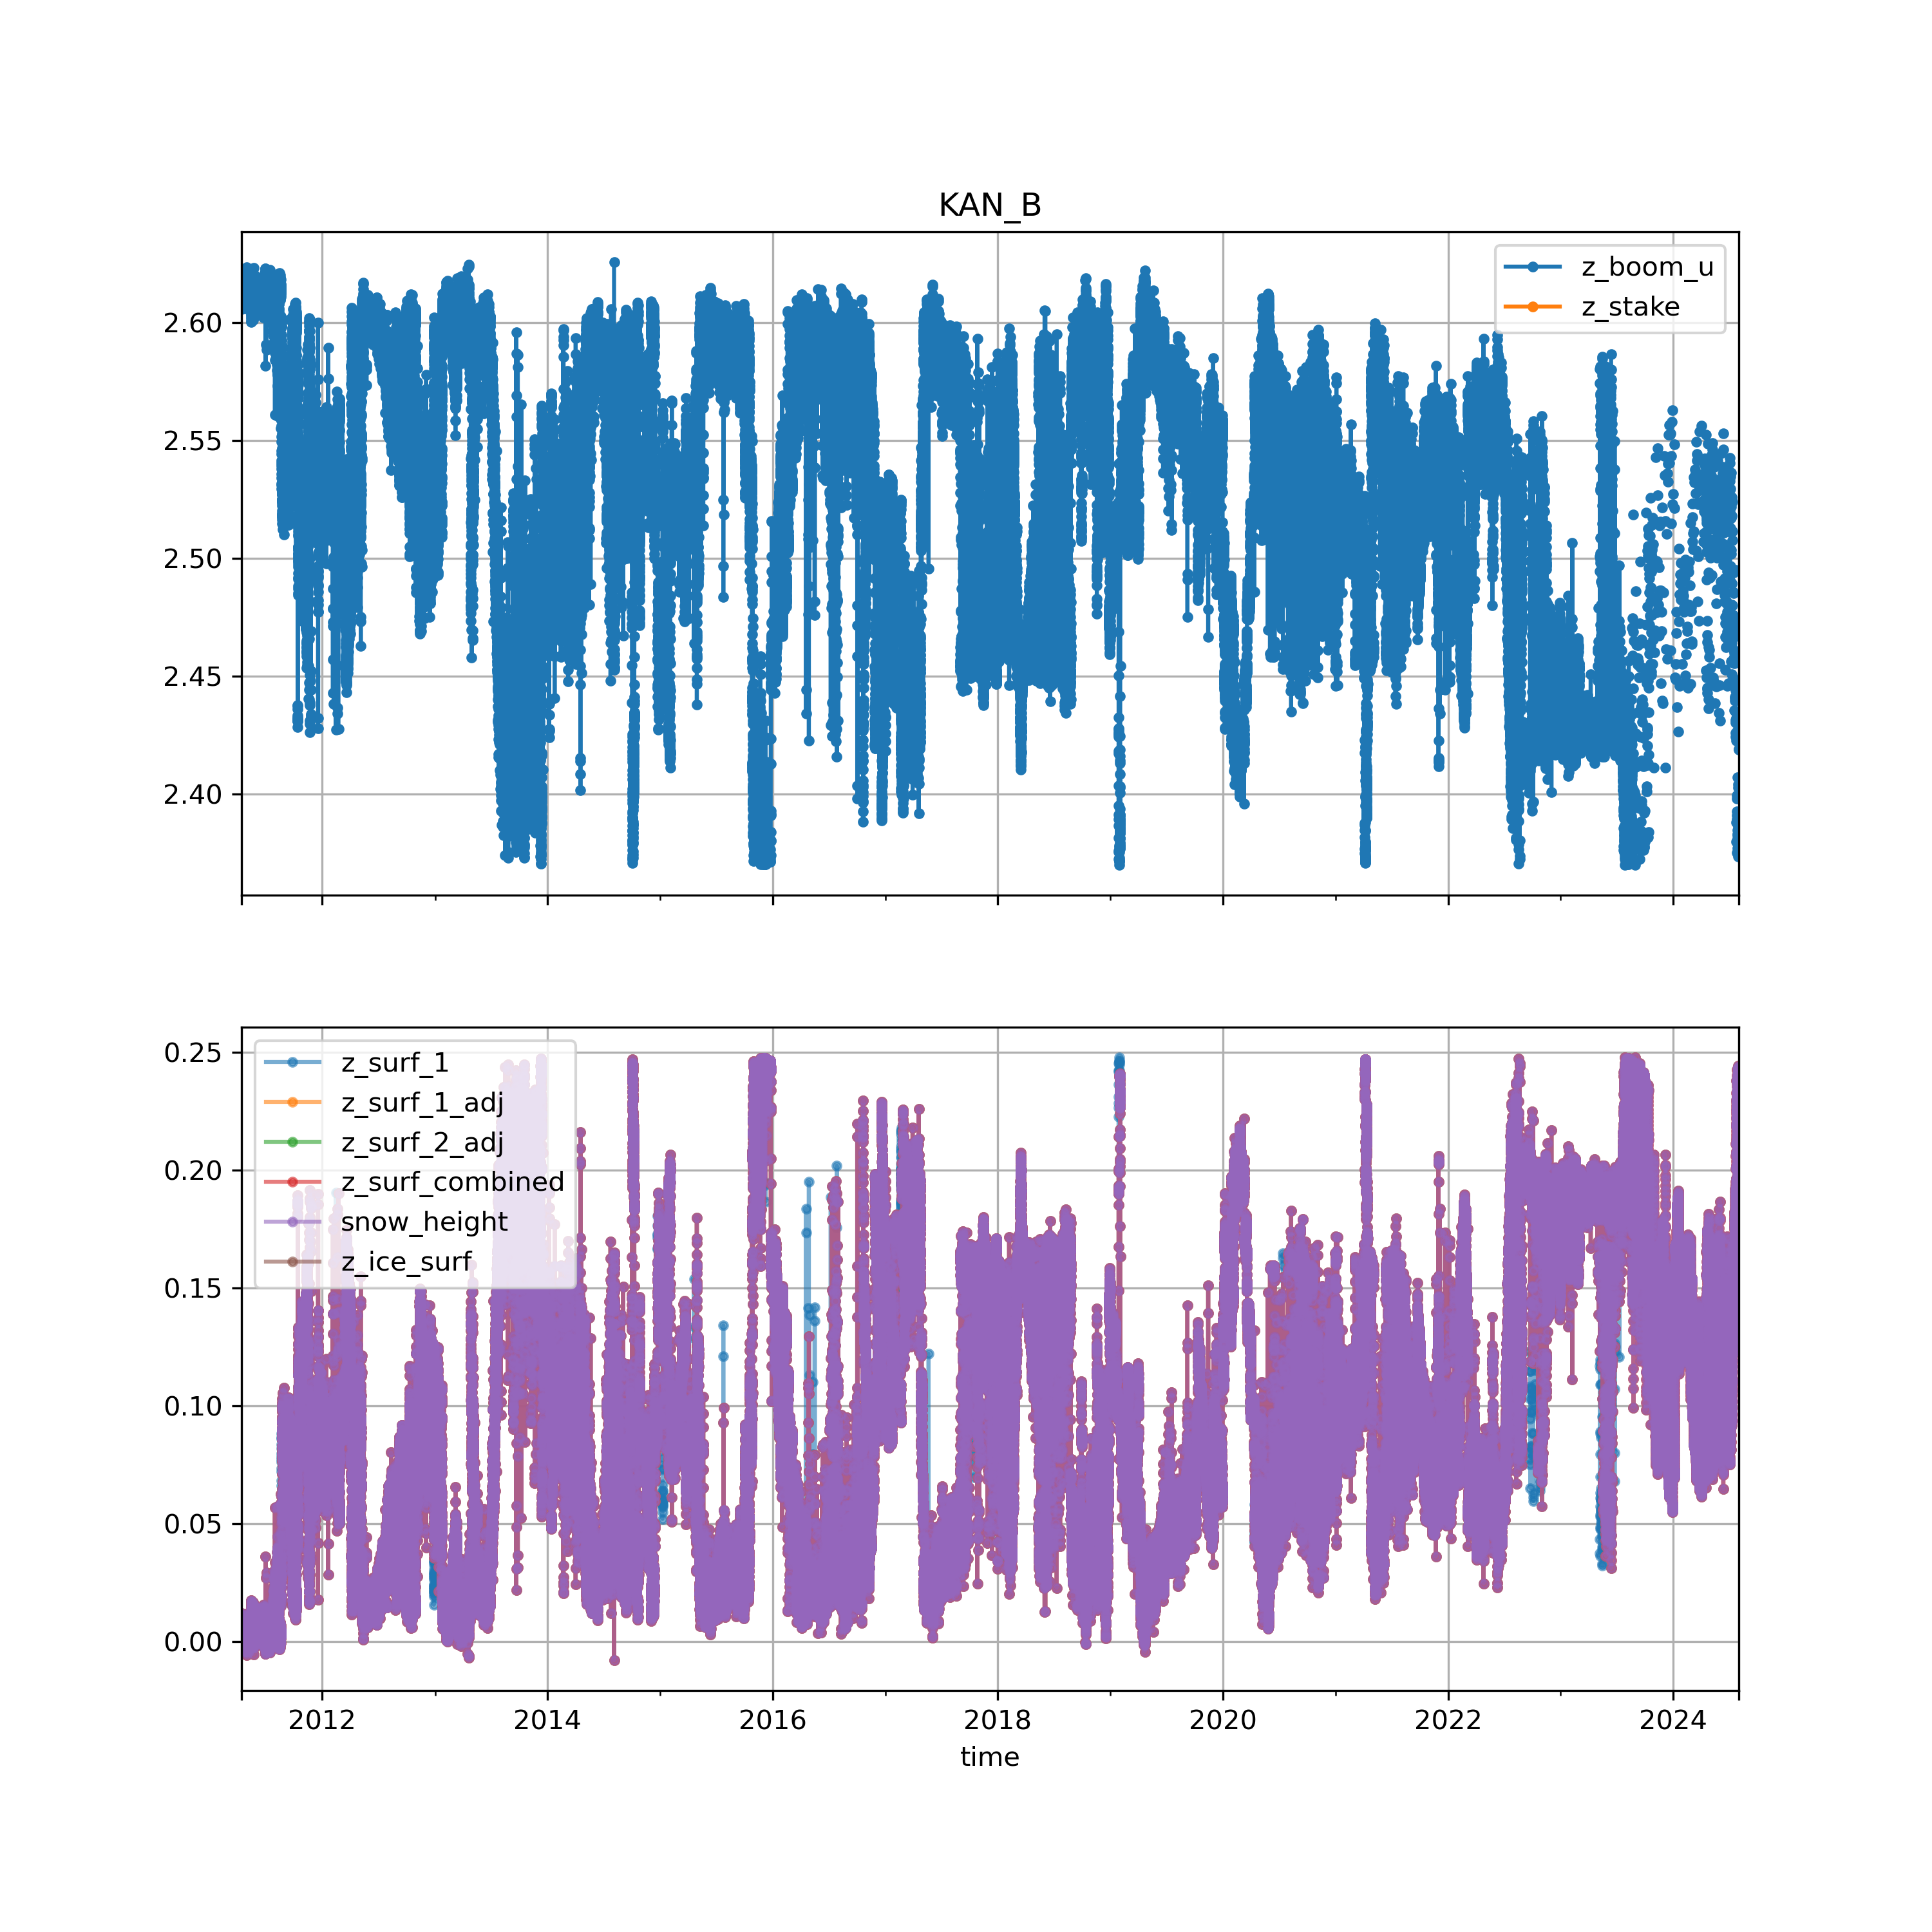 KAN_B
z_boom_u
z_stake
2.60
2.55
2.50
2.45
2.40
z_surf_1
z_surf_1_adj
z_surf_2_adj
z_surf_combined
snow_height
z_ice_surf
0.25
0.20
0.15
0.10
0.05
0.00
2012 2014 2016 2018 2020 2022 2024
time